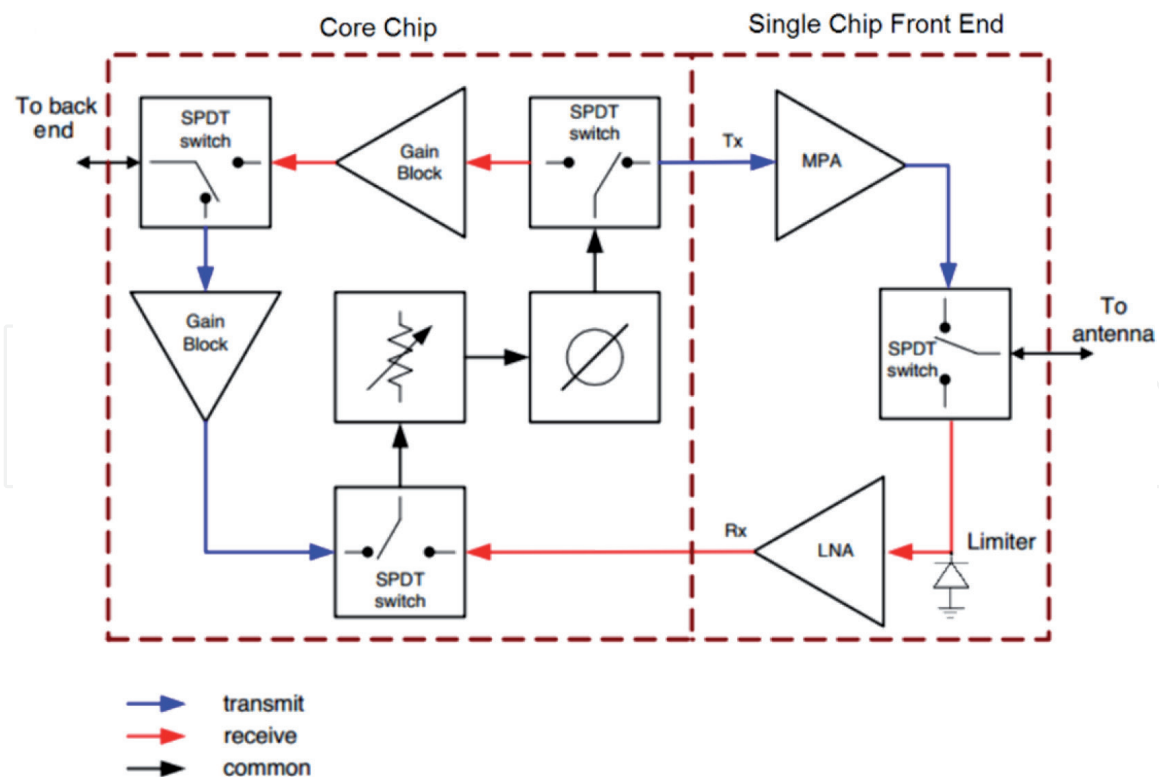 Core Chip
Single Chip Front End
To back
end
SPDT
switch
Gain
Block
SPDT
switch
Tx
MPA
Gain
Block
SPDT
switch
To
antenna
SPDT
switch
Rx
LNA
Limiter
transmit
receive
common